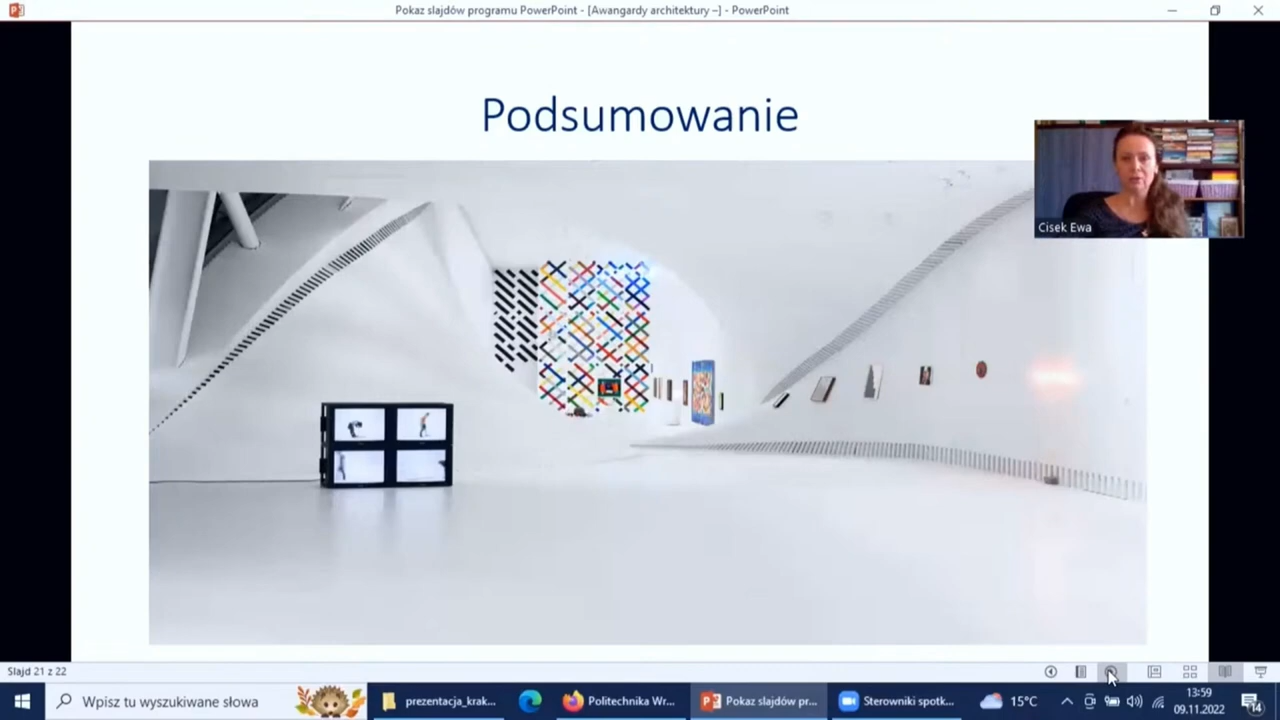 Pokaz slajdów programu PowerPoint - [Awangardy architektury –] - PowerPoint
Podsumowanie
Cisek Ewa
Slajd 21 z 22
Wpisz tu wyszukiwane słowa
prezentacja_krak...
Politechnika Wr...
Pokaz slajdów pr...
Sterowniki spotk...
15°C
13:59
09.11.2022
14